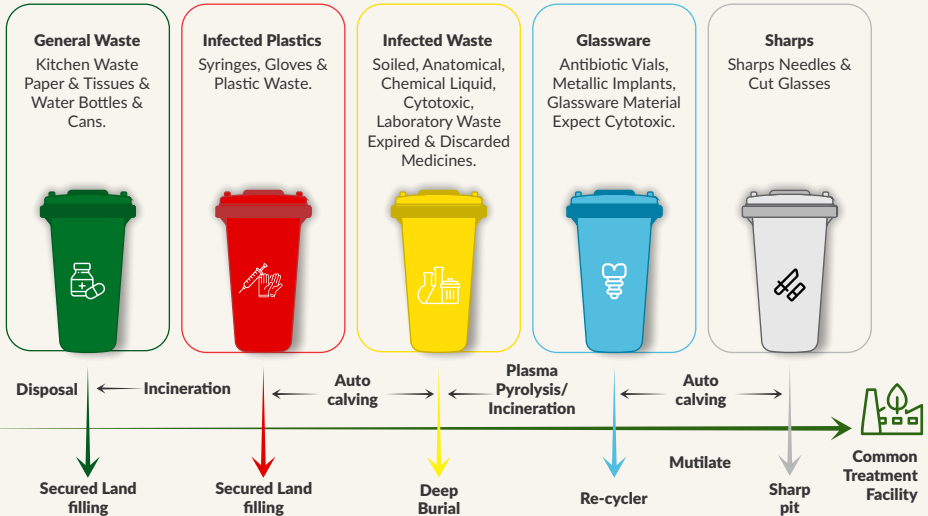 General Waste
Kitchen Waste
Paper & Tissues &
Water Bottles &
Cans.
Infected Plastics
Syringes, Gloves &
Plastic Waste.
Infected Waste
Soiled, Anatomical,
Chemical Liquid,
Cytotoxic,
Laboratory Waste
Expired & Discarded
Medicines.
Glassware
Antibiotic Vials,
Metallic Implants,
Glassware Material
Expect Cytotoxic.
Sharps
Sharps Needles &
Cut Glasses
Disposal
Incineration
Auto
calving
Plasma
Pyrolysis/
Incineration
Auto
calving
Mutilate
Common
Treatment
Facility
Secured Land
filling
Secured Land
filling
Deep
Burial
Re-cycler
Sharp
pit